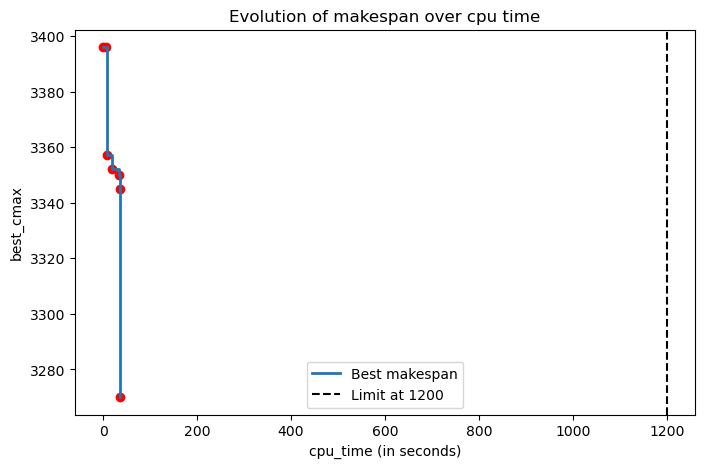 Evolution of makespan over cpu time
best_cmax
3400
3380
3360
3340
3320
3300
3280
Best makespan
Limit at 1200
0
200
400
600
800
1000
1200
cpu_time (in seconds)